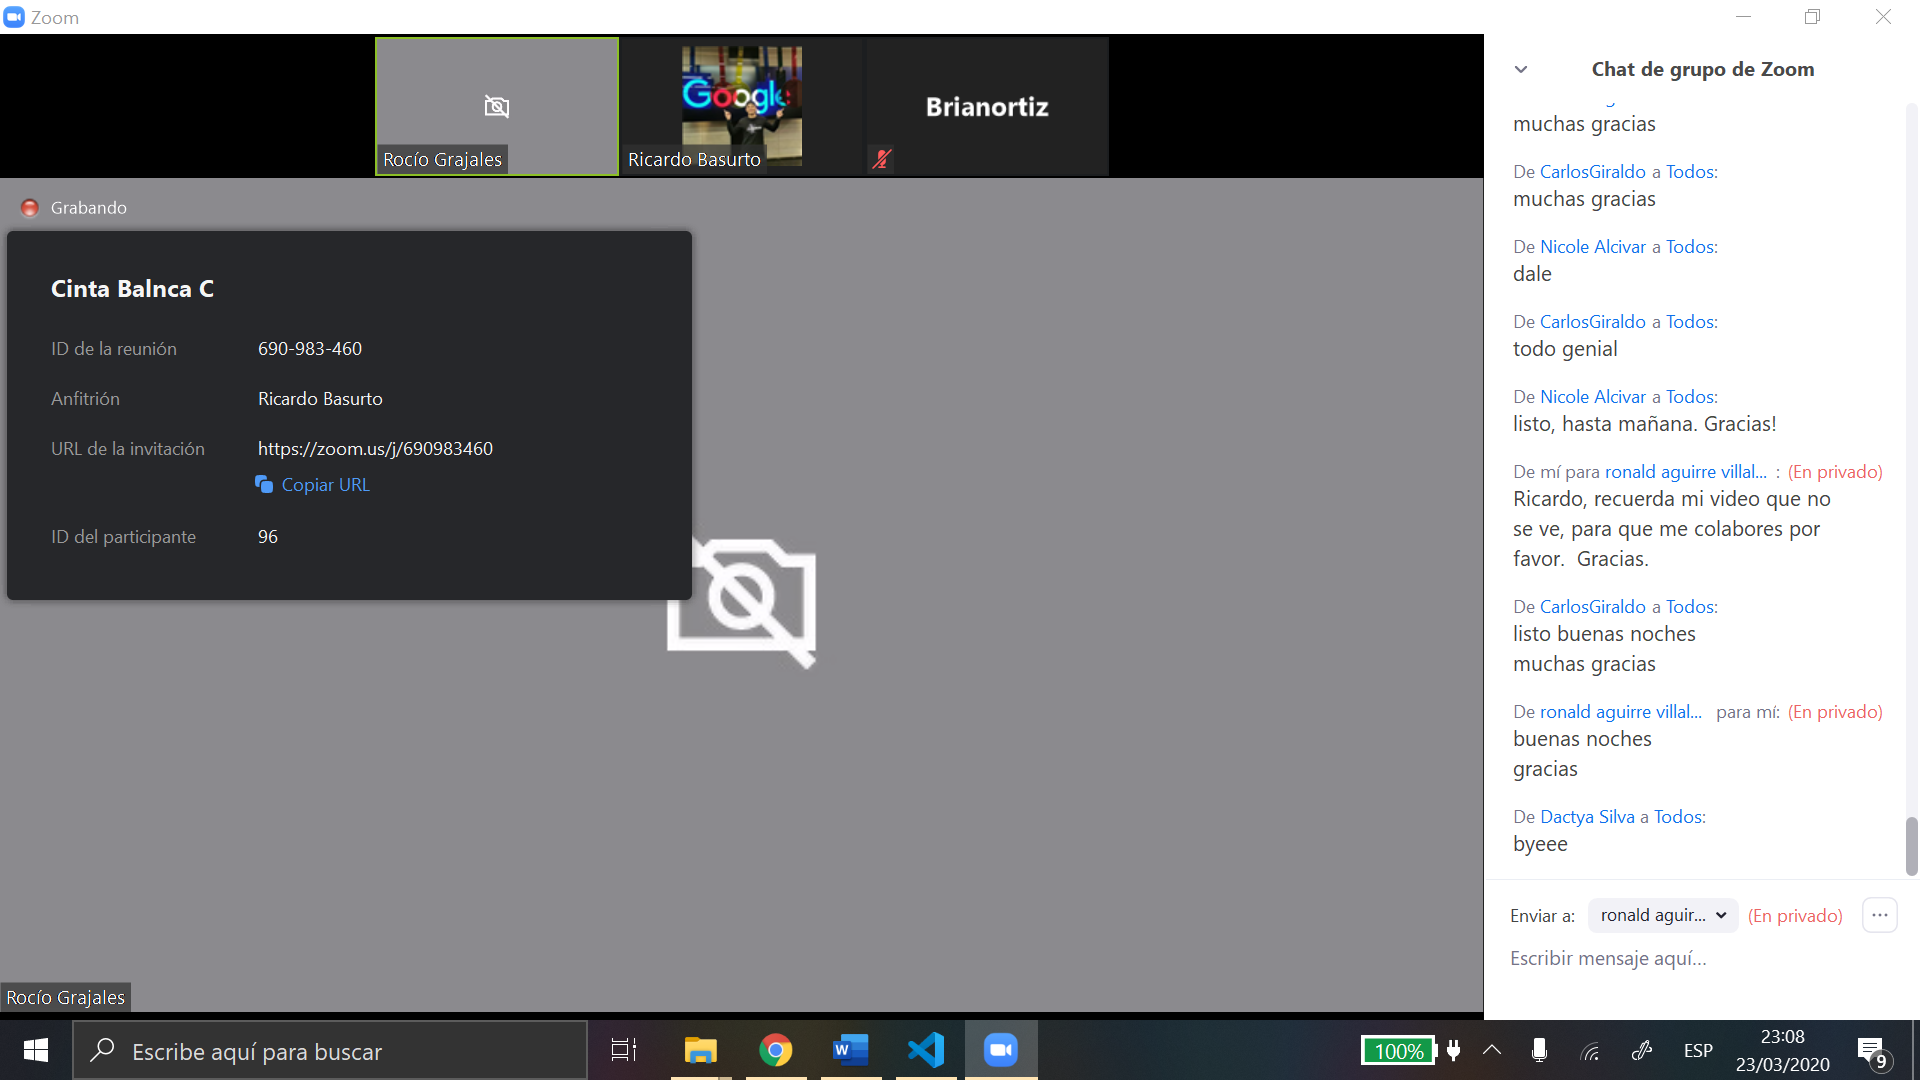 Zoom
Rocío Grajales
Google
Ricardo Basurto
Brianortiz
Grabando
Cinta Balnca C
ID de la reunión 690-983-460
Anfitrión Ricardo Basurto
URL de la invitación https://zoom.us/j/690983460
Copiar URL
ID del participante 96
Rocío Grajales
Chat de grupo de Zoom
muchas gracias
De CarlosGiraldo a Todos:
muchas gracias
De Nicole Alcivar a Todos:
dale
De CarlosGiraldo a Todos:
todo genial
De Nicole Alcivar a Todos:
listo, hasta mañana. Gracias!
De mí para ronald aguirre villal... : (En privado)
Ricardo, recuerda mi video que no
se ve, para que me colabores por
favor.  Gracias.
De CarlosGiraldo a Todos:
listo buenas noches
muchas gracias
De ronald aguirre villal... para mí: (En privado)
buenas noches
gracias
De Dactya Silva a Todos:
byeee
Enviar a: ronald aguir... (En privado) ...
Escribir mensaje aquí...
Escribe aquí para buscar
W
100%
ESP
23:08
23/03/2020
9